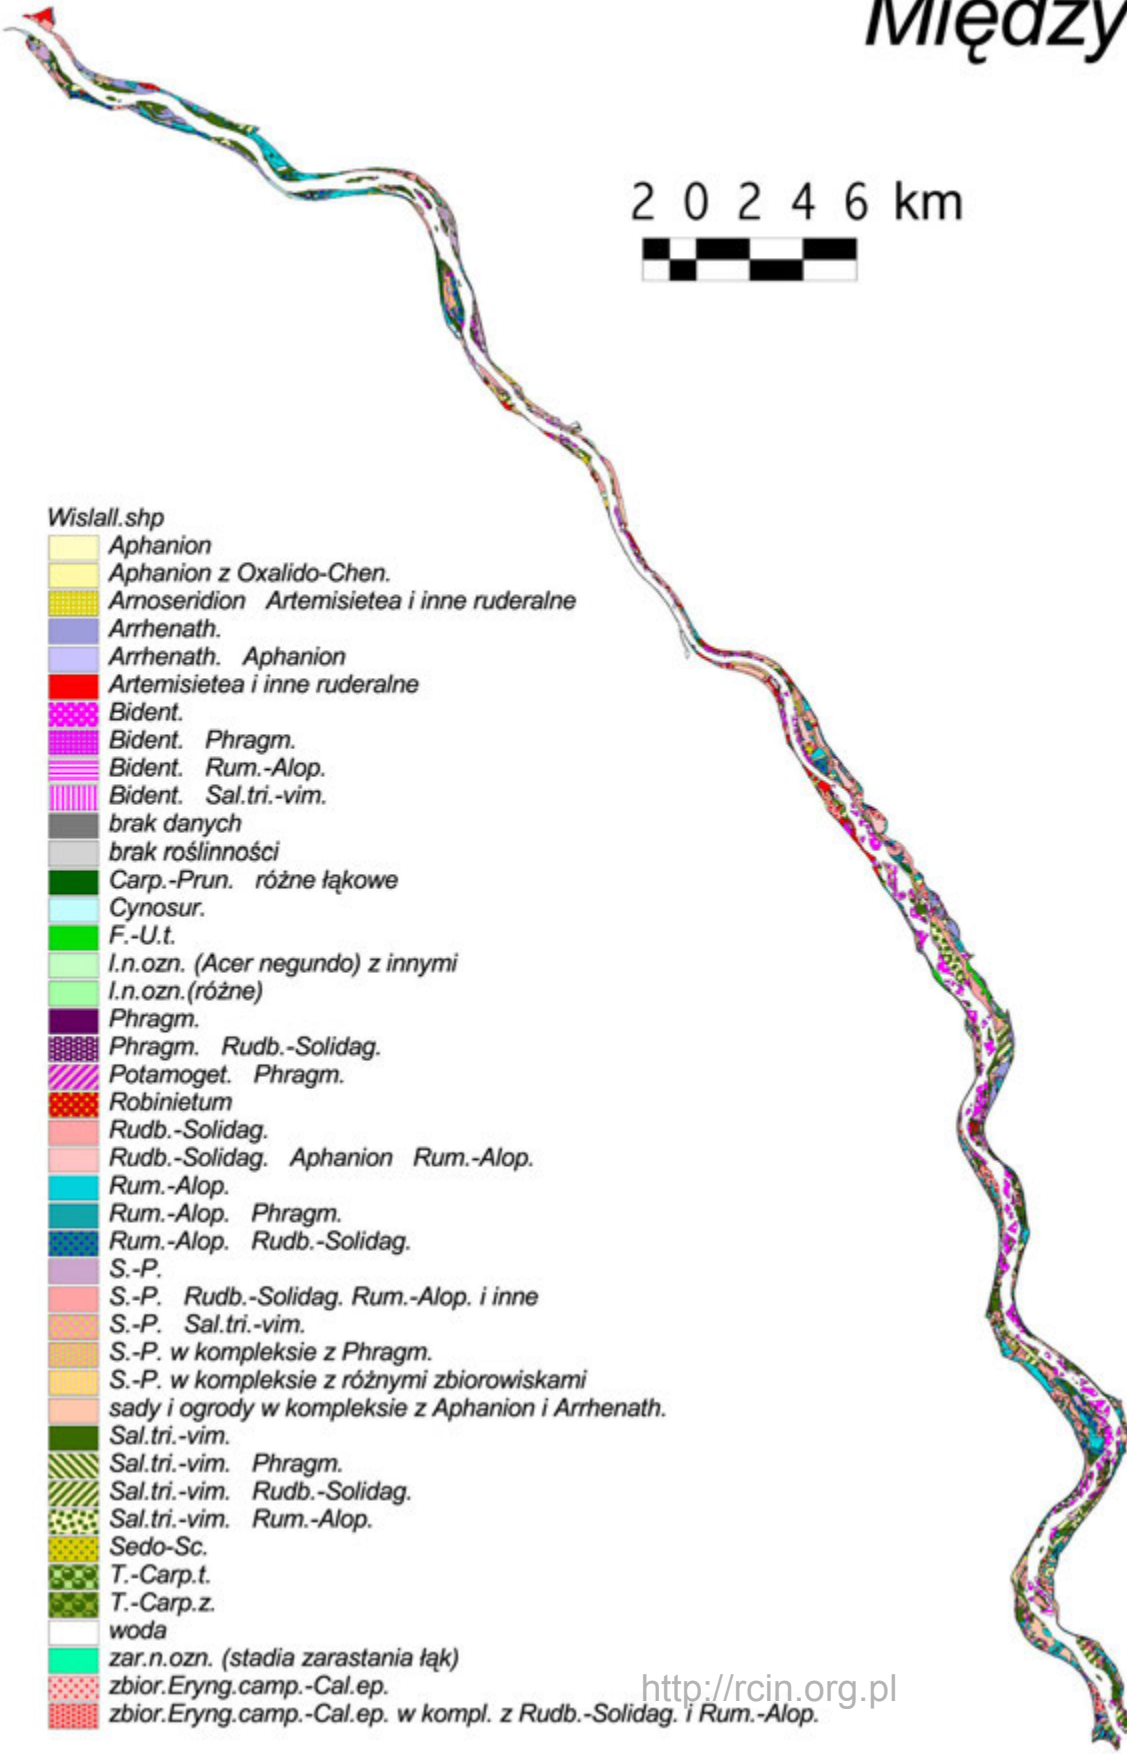 Między
2 0 2 4 6 km
Wislall.shp
Aphanion
Aphanion z Oxalido-Chen.
Arnoseridion Artemisietea i inne ruderalne
Arrhenath.
Arrhenath. Aphanion
Artemisietea i inne ruderalne
Bident.
Bident. Phragm.
Bident. Rum.-Alop.
Bident. Sal.tri.-vim.
brak danych
brak roślinności
Carp.-Prun. różne łąkowe
Cynosur.
F.-U.t.
l.n.ozn. (Acer negundo) z innymi
l.n.ozn.(różne)
Phragm.
Phragm. Rudb.-Solidag.
Potamoget. Phragm.
Robinietum
Rudb.-Solidag.
Rudb.-Solidag. Aphanion Rum.-Alop.
Rum.-Alop.
Rum.-Alop. Phragm.
Rum.-Alop. Rudb.-Solidag.
S.-P.
S.-P. Rudb.-Solidag. Rum.-Alop. i inne
S.-P. Sal.tri.-vim.
S.-P. w kompleksie z Phragm.
S.-P. w kompleksie z różnymi zbiorowiskami
sady i ogrody w kompleksie z Aphanion i Arrhenath.
Sal.tri.-vim.
Sal.tri.-vim. Phragm.
Sal.tri.-vim. Rudb.-Solidag.
Sal.tri.-vim. Rum.-Alop.
Sedo-Sc.
T.-Carp.t.
T.-Carp.z.
woda
zar.n.ozn. (stadia zarastania łąk)
zbior.Eryng.camp.-Cal.ep.
zbior.Eryng.camp.-Cal.ep. w kompl. z Rudb.-Solidag. i Rum.-Alop.
http://rcin.org.pl